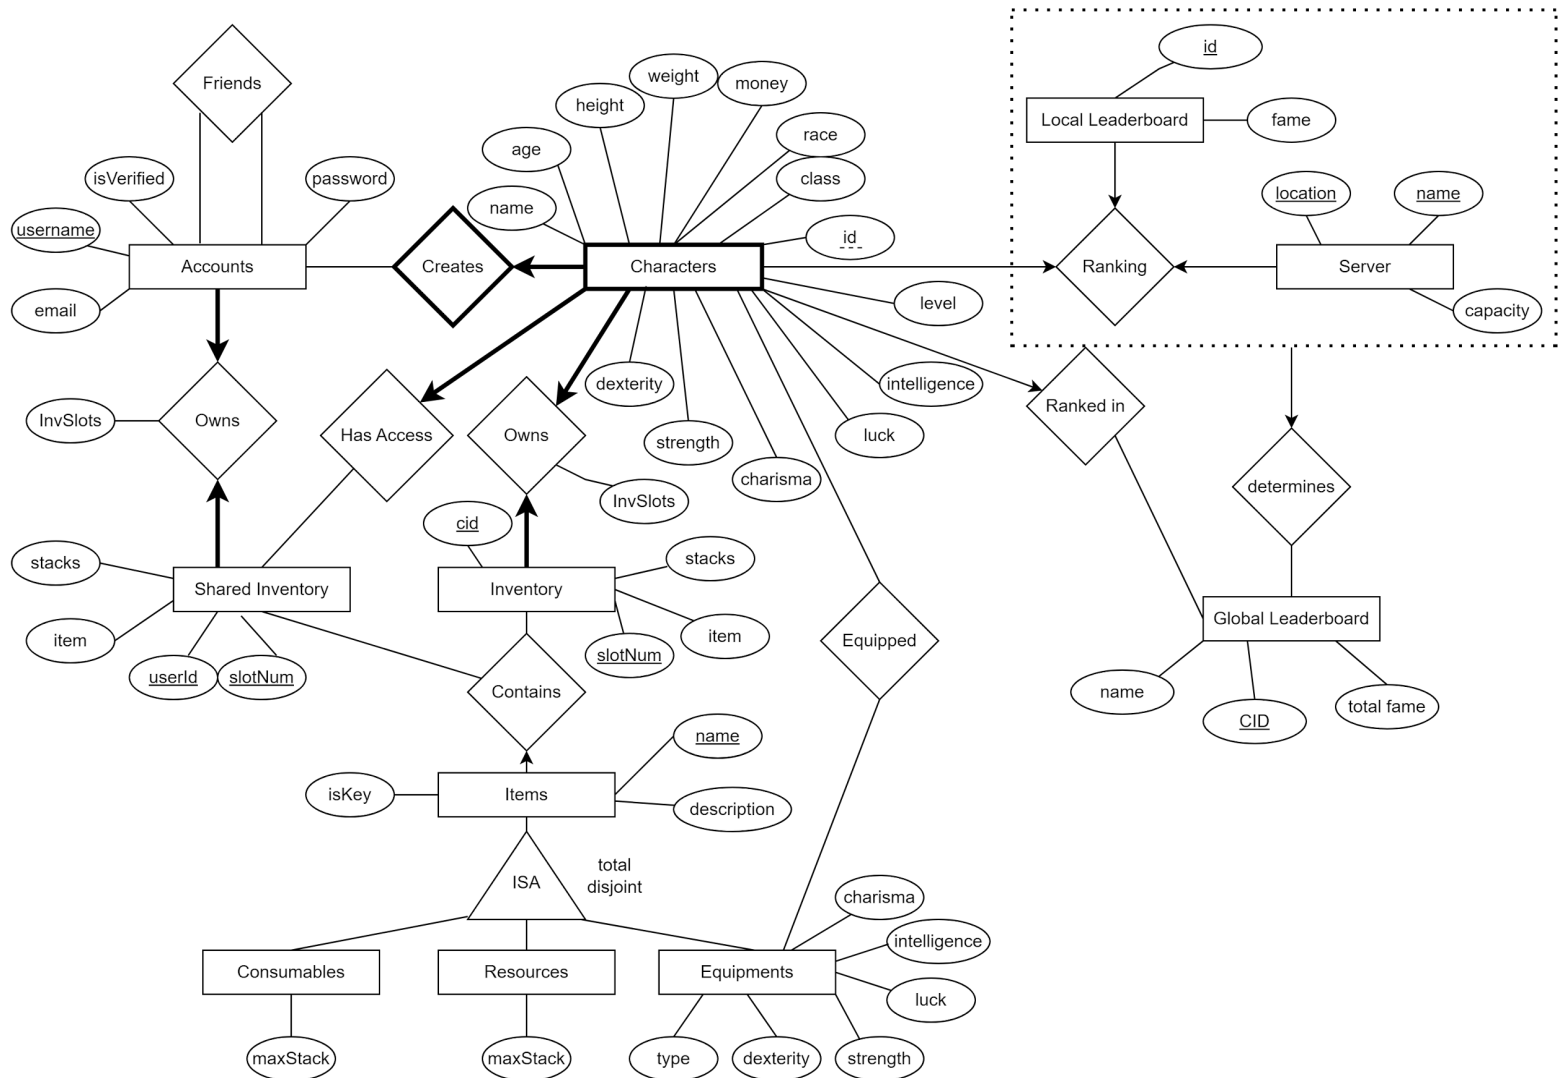 id
Friends
weight
money
height
Local Leaderboard
fame
race
age
isVerified
password
class
location
name
name
username
id
Accounts
Creates
Characters
Ranking
Server
level
email
capacity
dexterity
intelligence
Ranked in
InvSlots
Owns
Has Access
Owns
luck
strength
charisma
determines
InvSlots
cid
stacks
stacks
Shared Inventory
Inventory
Global Leaderboard
item
item
Equipped
slotNum
userId
slotNum
Contains
name
CID
total fame
name
isKey
Items
description
total
disjoint
ISA
charisma
intelligence
Consumables
Resources
Equipments
luck
maxStack
maxStack
type
dexterity
strength